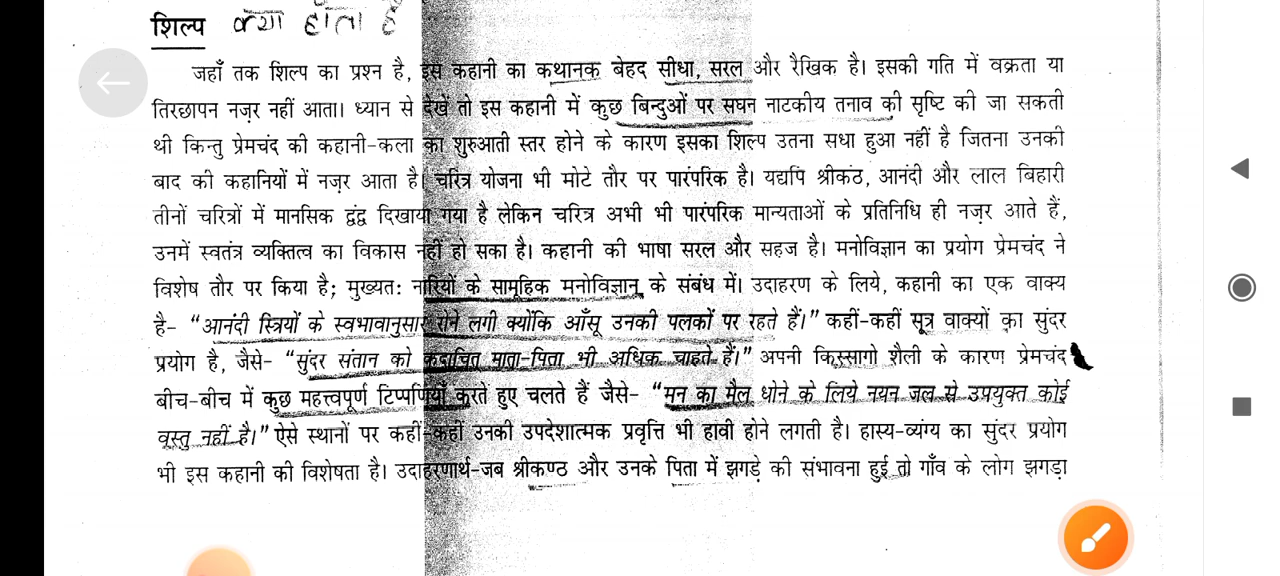 शिल्प क्या होता है
जहाँ तक शिल्प का प्रश्न है, इस कहानी का कथानक बेहद सीधा, सरल और रैखिक है। इसकी गति में वक्रता या
तिरछापन नज़र नहीं आता। ध्यान से देखें तो इस कहानी में कुछ बिन्दुओं पर सघन नाटकीय तनाव की सृष्टि की जा सकती
थी किन्तु प्रेमचंद की कहानी-कला का शुरुआती स्तर होने के कारण इसका शिल्प उतना सधा हुआ नहीं है जितना उनकी
बाद की कहानियों में नज़र आता है। चरित्र योजना भी मोटे तौर पर पारंपरिक है। यद्यपि श्रीकंठ, आनंदी और लाल बिहारी
तीनों चरित्रों में मानसिक द्वंद्व दिखाया गया है लेकिन चरित्र अभी भी पारंपरिक मान्यताओं के प्रतिनिधि ही नज़र आते हैं,
उनमें स्वतंत्र व्यक्तित्व का विकास नहीं हो सका है। कहानी की भाषा सरल और सहज है। मनोविज्ञान का प्रयोग प्रेमचंद ने
विशेष तौर पर किया है; मुख्यत: नारियों के सामूहिक मनोविज्ञान के संबंध में। उदाहरण के लिये, कहानी का एक वाक्य
है- “आनंदी स्त्रियों के स्वभावानुसार रोने लगी क्योंकि आँसू उनकी पलकों पर रहते हैं।” कहीं-कहीं सूत्र वाक्यों का सुंदर
प्रयोग है, जैसे- “सुंदर संतान को कदाचित माता-पिता भी अधिक चाहते हैं।” अपनी किस्सागो शैली के कारण प्रेमचंद
बीच-बीच में कुछ महत्त्वपूर्ण टिप्पणियाँ करते हुए चलते हैं जैसे- “मन का मैल धोने के लिये नयन जल से उपयुक्त कोई
वस्तु नहीं है।” ऐसे स्थानों पर कहीं-कहीं उनकी उपदेशात्मक प्रवृत्ति भी हावी होने लगती है। हास्य-व्यंग्य का सुंदर प्रयोग
भी इस कहानी की विशेषता है। उदाहरणार्थ-जब श्रीकण्ठ और उनके पिता में झगड़े की संभावना हुई तो गाँव के लोग झगड़ा